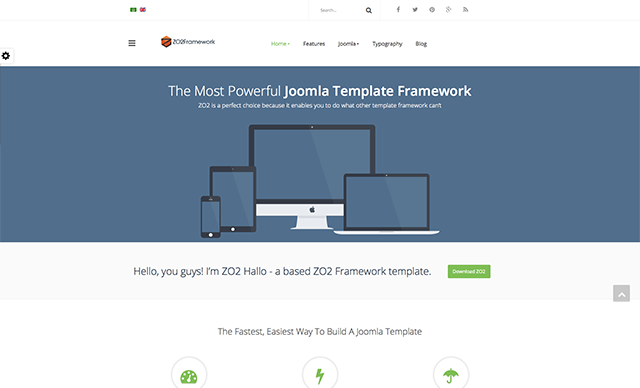 Search...
ZO2Framework
Home Features Joomla Typography Blog
The Most Powerful Joomla Template Framework
ZO2 is a perfect choice because it enables you to do what other template framework can't
Hello, you guys! I'm ZO2 Hallo - a based ZO2 Framework template.
Download ZO2
The Fastest, Easiest Way To Build A Joomla Template